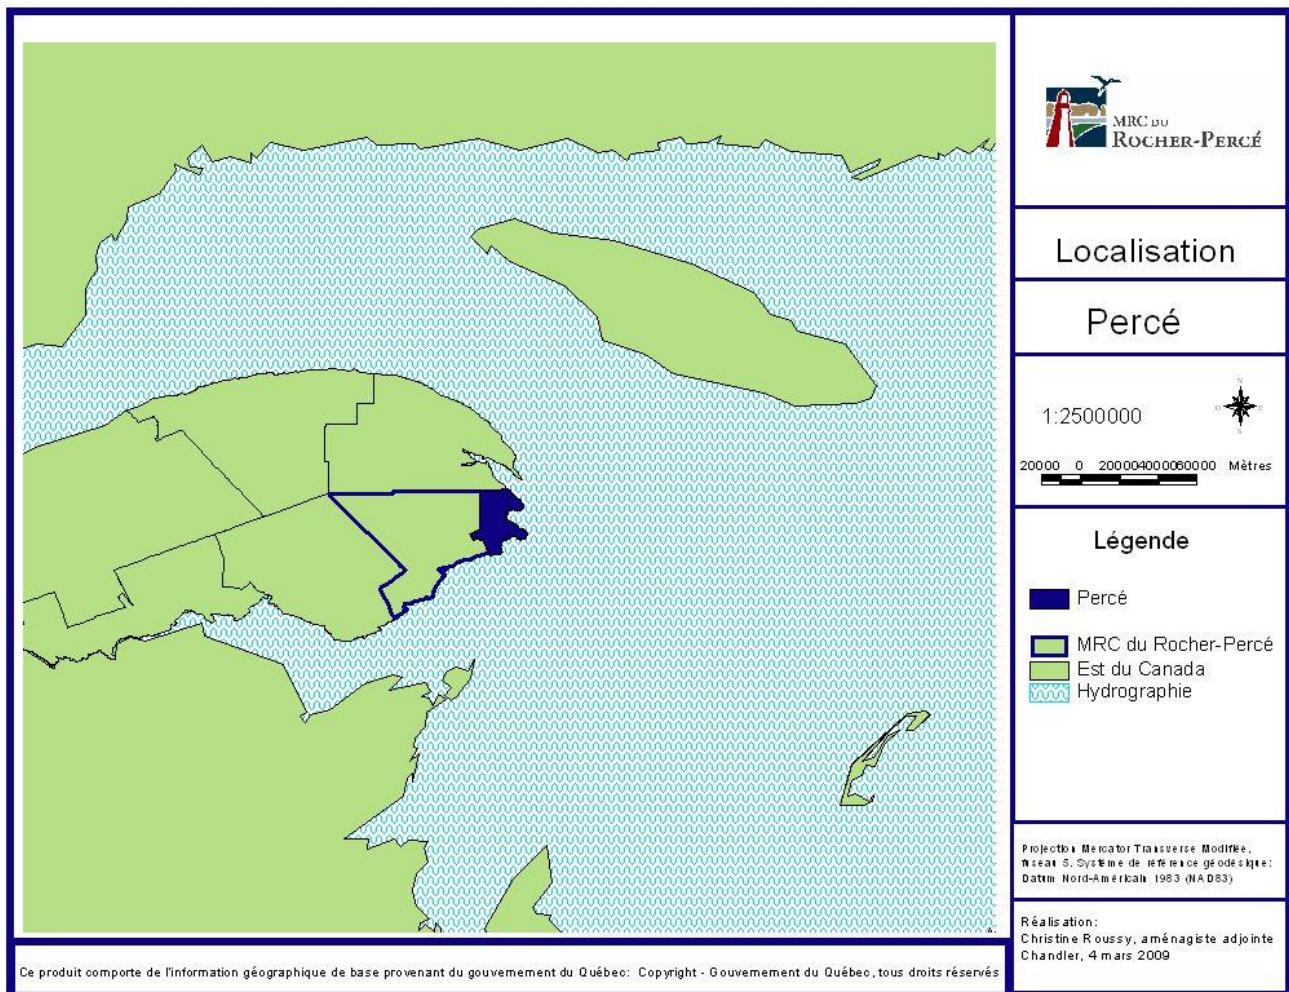 MRC DU
ROCHER-PERCÉ
Localisation
Percé
1:2500000
20000 0 200004000060000 Mètres
Légende
Percé
MRC du Rocher-Percé
Est du Canada
Hydrographie
Projection Mercator Transverse Modifiée,
fuseau 5. Système de référence géodésique:
Datum Nord-Américain 1983 (NAD83)
Réalisation:
Christine Roussy, aménagiste adjointe
Chandler, 4 mars 2009
Ce produit comporte de l'information géographique de base provenant du gouvernement du Québec: Copyright - Gouvernement du Québec, tous droits réservés